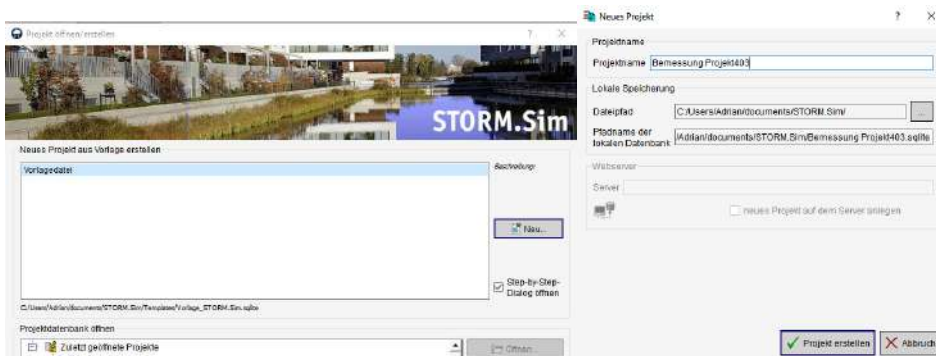 Projekt öffnen/erstellen
STORM.Sim
Neues Projekt aus Vorlage erstellen
Vorlagedatei
Beschreibung:
Neu...
Step-by-Step-
Dialog öffnen
C:/Users/Adrian/documents/STORM.Sim/Templates/Vorlage_STORM.Sim.sqlite
Projektdatenbank öffnen
Zuletzt geöffnete Projekte
Öffnen...
Neues Projekt
Projektname
Projektname Bemessung Projekt403
Lokale Speicherung
Dateipfad C:/Users/Adrian/documents/STORM.Sim/ ...
Pfadname der
lokalen Datenbank /Adrian/documents/STORM.Sim/Bemessung Projekt403.sqlite
Webserver
Server
neues Projekt auf dem Server anlegen
Projekt erstellen
Abbruch